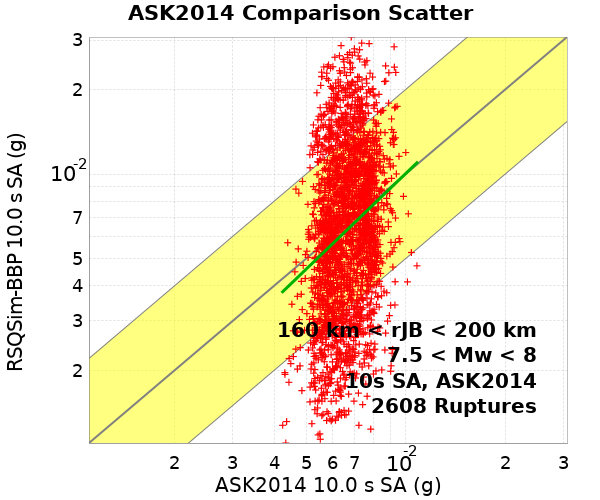 ASK2014 Comparison Scatter
RSQSim-BBP 10.0 s SA (g)
3
2
10-2
7
5
4
3
2
160 km < rJB < 200 km
7.5 < Mw < 8
10s SA, ASK2014
2608 Ruptures
2 3 4 5 6 7 10-2 2 3
ASK2014 10.0 s SA (g)